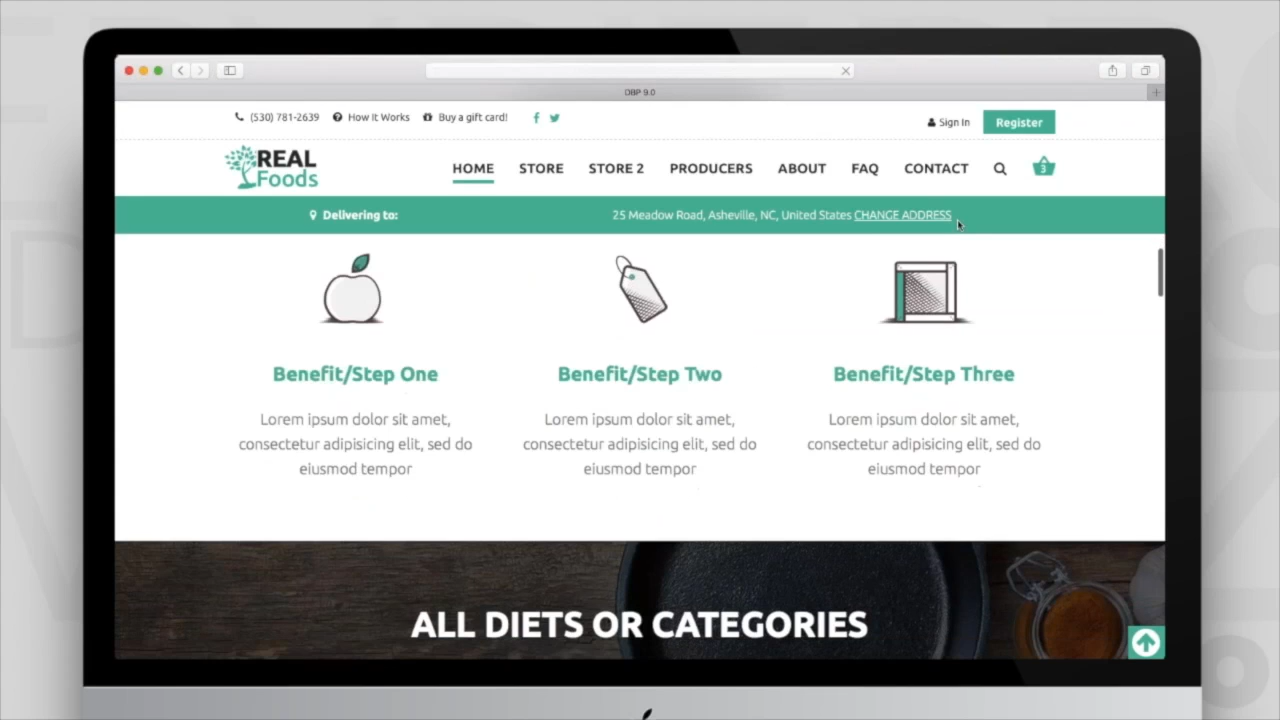 DBP 9.0
(530) 781-2639 How It Works Buy a gift card!
Sign In Register
REAL
Foods
HOME STORE STORE 2 PRODUCERS ABOUT FAQ CONTACT
3
Delivering to: 25 Meadow Road, Asheville, NC, United States CHANGE ADDRESS
Benefit/Step One
Lorem ipsum dolor sit amet,
consectetur adipisicing elit, sed do
eiusmod tempor
Benefit/Step Two
Lorem ipsum dolor sit amet,
consectetur adipisicing elit, sed do
eiusmod tempor
Benefit/Step Three
Lorem ipsum dolor sit amet,
consectetur adipisicing elit, sed do
eiusmod tempor
ALL DIETS OR CATEGORIES